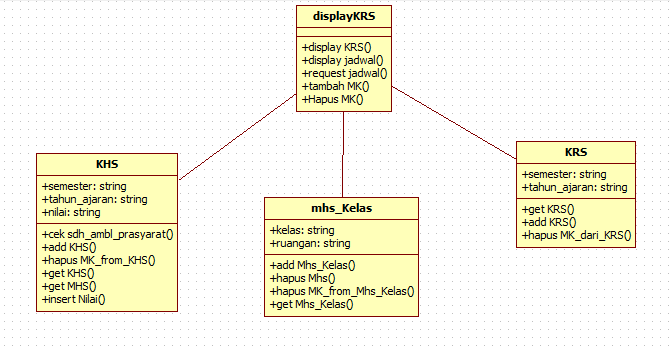 displayKRS
+display KRS()
+display jadwal()
+request jadwal()
+tambah MK()
+Hapus MK()
KHS
+semester: string
+tahun_ajaran: string
+nilai: string
+cek sdh_ambl_prasyarat()
+add KHS()
+hapus MK_from_KHS()
+get KHS()
+get MHS()
+insert Nilai()
mhs_Kelas
+kelas: string
+ruangan: string
+add Mhs_Kelas()
+hapus Mhs()
+hapus MK_from_Mhs_Kelas()
+get Mhs_Kelas()
KRS
+semester: string
+tahun_ajaran: string
+get KRS()
+add KRS()
+hapus MK_dari_KRS()